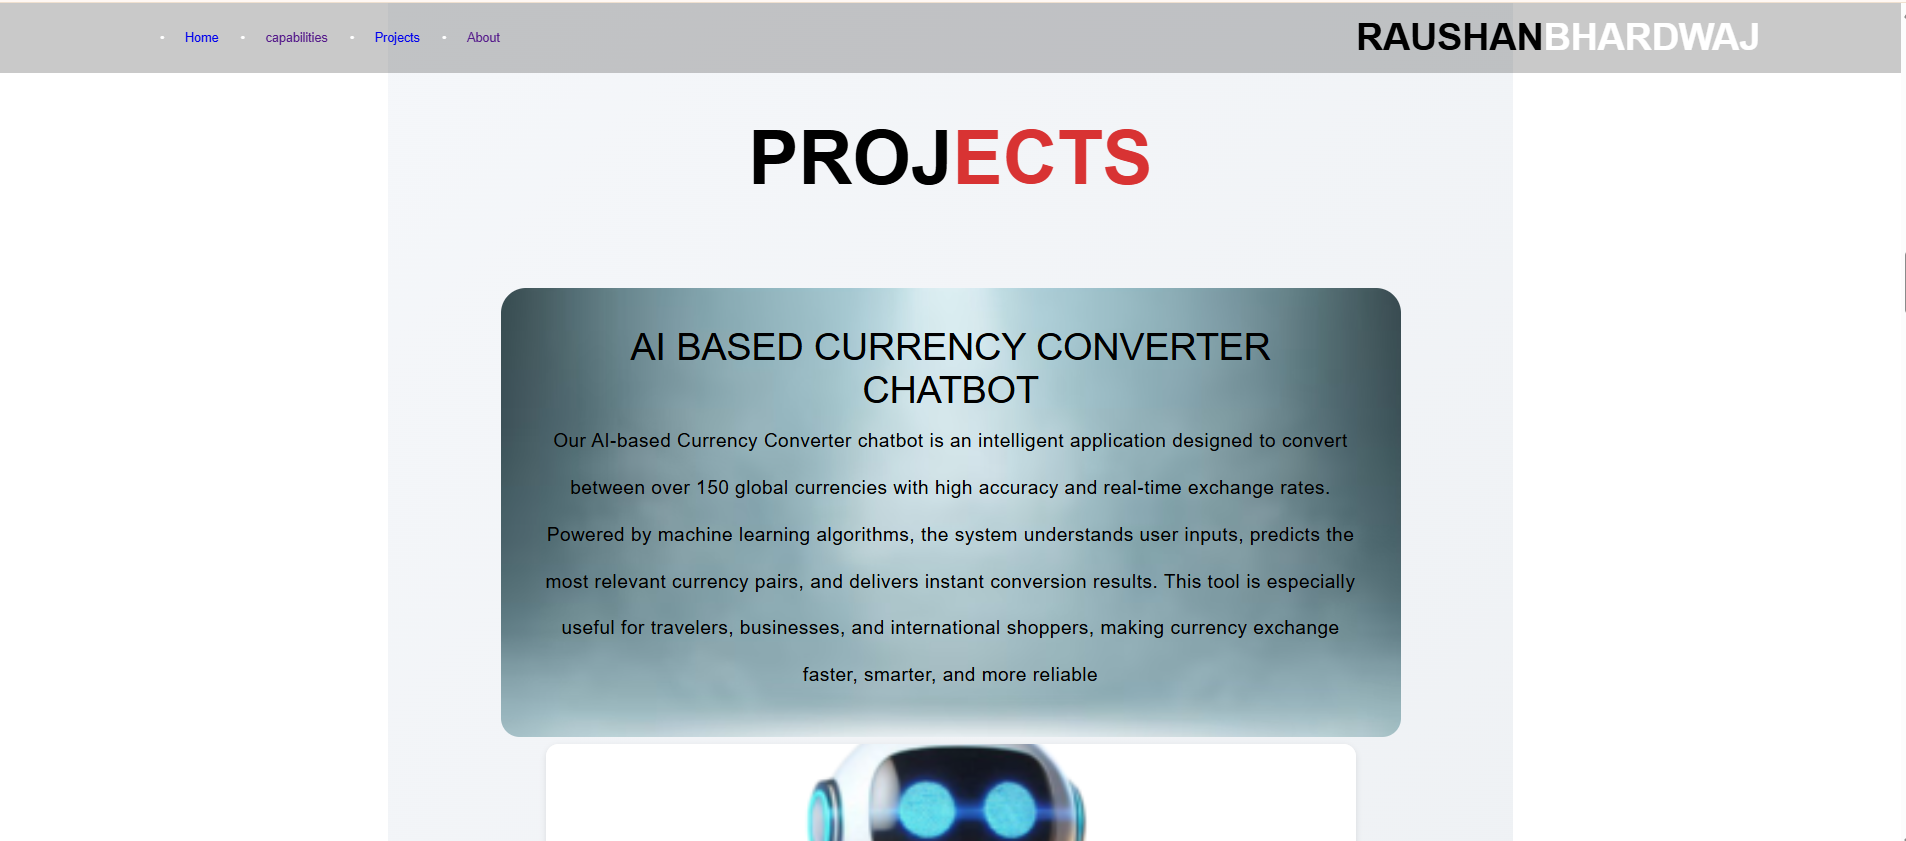 Home
capabilities
Projects
About
RAUSHANBHARDWAJ
PROJECTS
AI BASED CURRENCY CONVERTER
CHATBOT
Our AI-based Currency Converter chatbot is an intelligent application designed to convert
between over 150 global currencies with high accuracy and real-time exchange rates.
Powered by machine learning algorithms, the system understands user inputs, predicts the
most relevant currency pairs, and delivers instant conversion results. This tool is especially
useful for travelers, businesses, and international shoppers, making currency exchange
faster, smarter, and more reliable